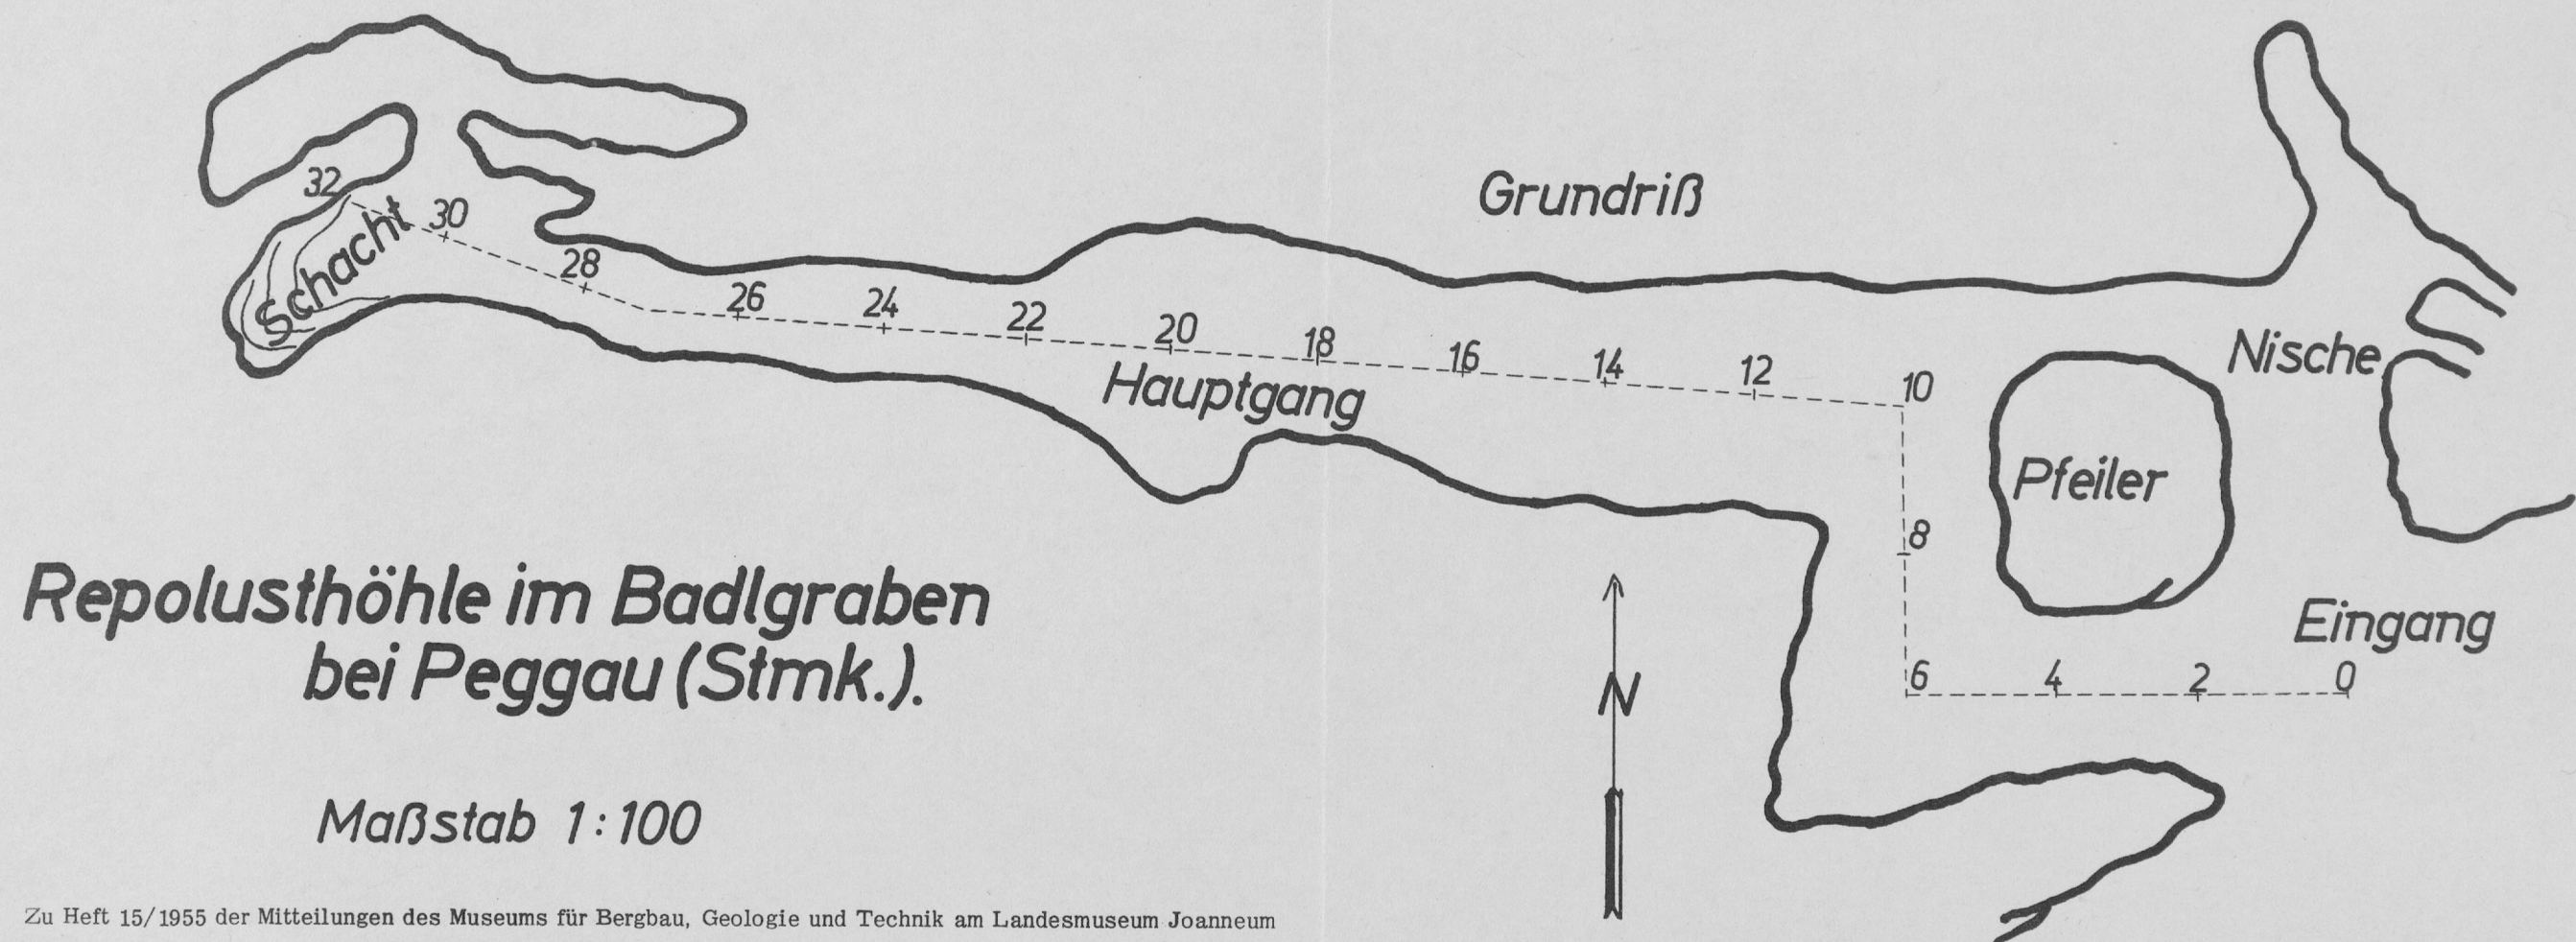 Grundriß
32
Schacht
30
28
26
24
22
20
18
16
14
12
10
Hauptgang
Nische
Pfeiler
8
Eingang
6
4
2
0
N
Repolusthöhle im Badlgraben
bei Peggau (Stmk.).
Maßstab 1:100
Zu Heft 15/1955 der Mitteilungen des Museums für Bergbau, Geologie und Technik am Landesmuseum Joanneum